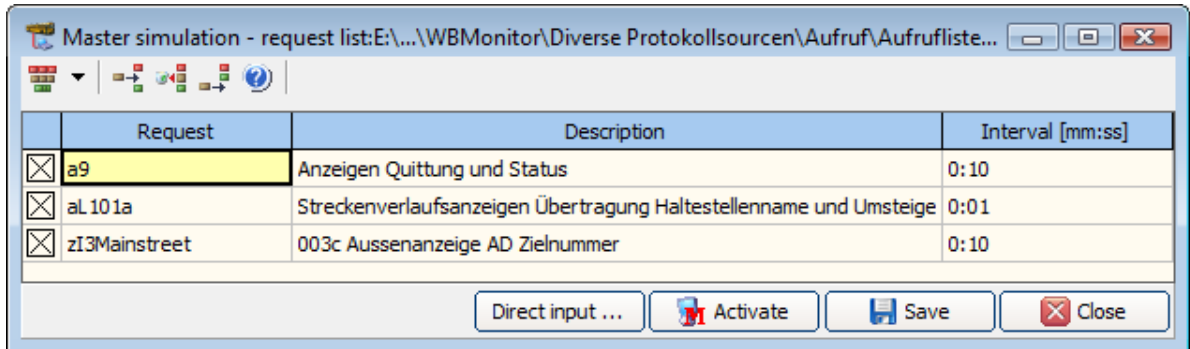 Master simulation - request list:E:\...\WBMonitor\Diverse Protokollsourcen\Aufruf\Aufrufliste...
Request Description Interval [mm:ss]
a9 Anzeigen Quittung und Status 0:10
aL101a Streckenverlaufsanzeigen Übertragung Haltestellenname und Umsteige 0:01
zI3Mainstreet 003c Aussenanzeige AD Zielnummer 0:10
Direct input ... Activate Save Close